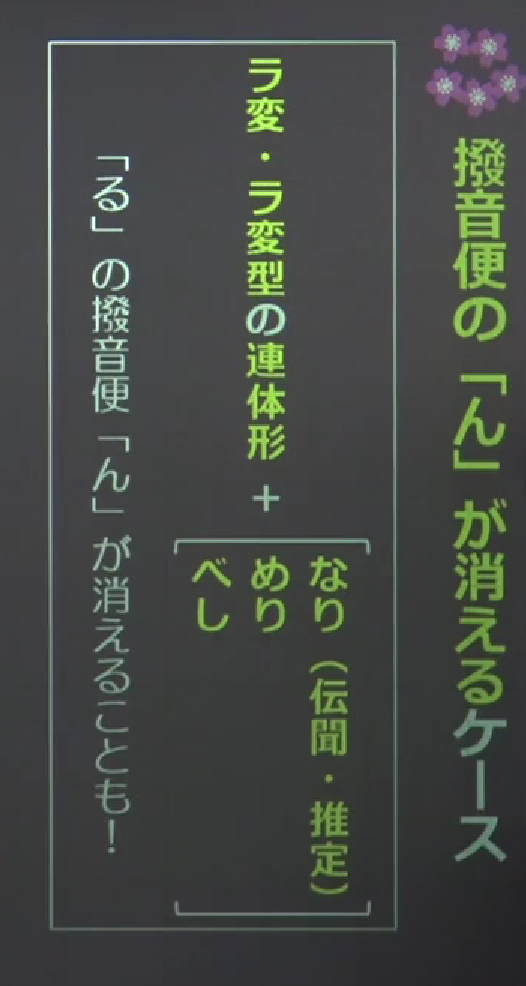 撥音便の「ん」が消えるケース
ラ変・ラ変型の連体形+
なり(伝聞・推定)
めり
べし
「る」の撥音便「ん」が消えることも!